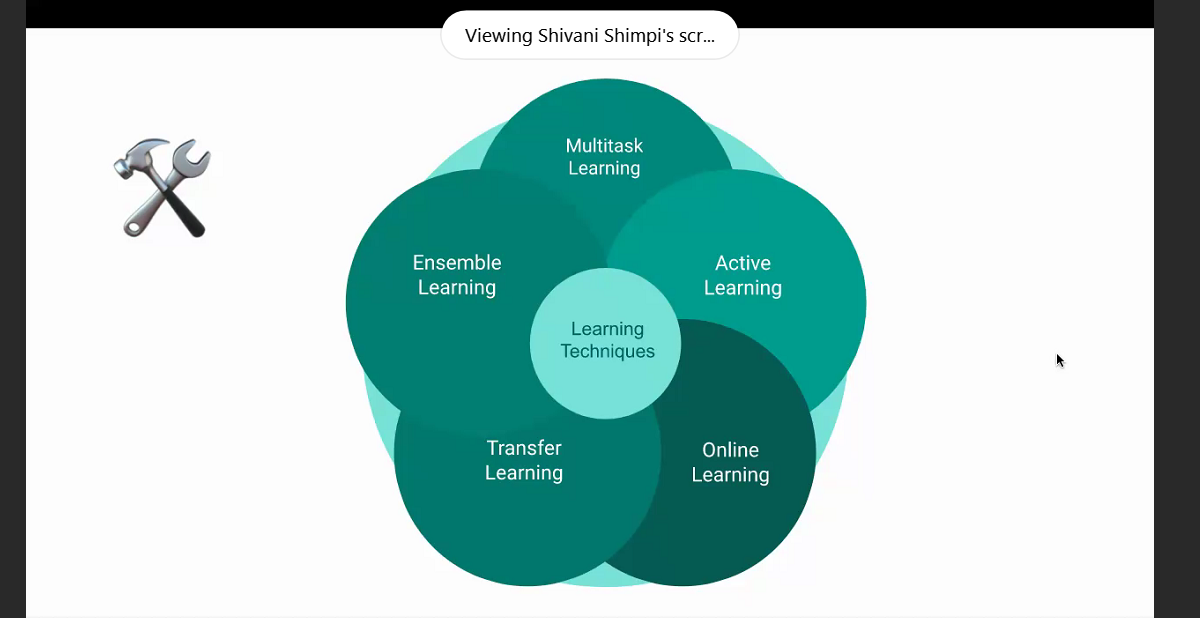 Viewing Shivani Shimpi's scr...
Multitask
Learning
Ensemble
Learning
Active
Learning
Learning
Techniques
Transfer
Learning
Online
Learning